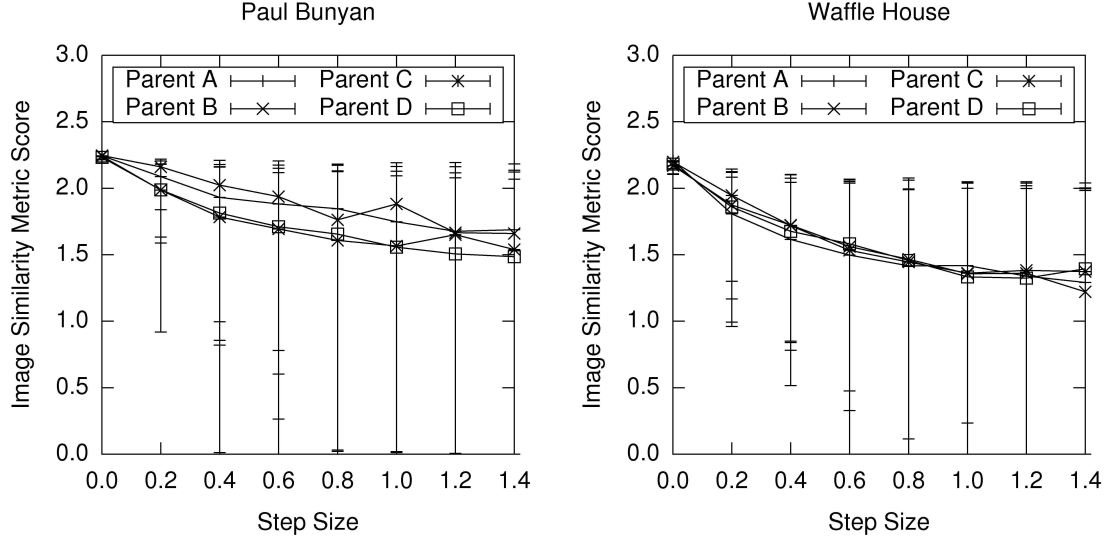 Paul Bunyan
Image Similarity Metric Score
3.0
2.5
2.0
1.5
1.0
0.5
0.0
Parent A Parent C
Parent B Parent D
0.0 0.2 0.4 0.6 0.8 1.0 1.2 1.4
Step Size
Waffle House
Image Similarity Metric Score
3.0
2.5
2.0
1.5
1.0
0.5
0.0
Parent A Parent C
Parent B Parent D
0.0 0.2 0.4 0.6 0.8 1.0 1.2 1.4
Step Size